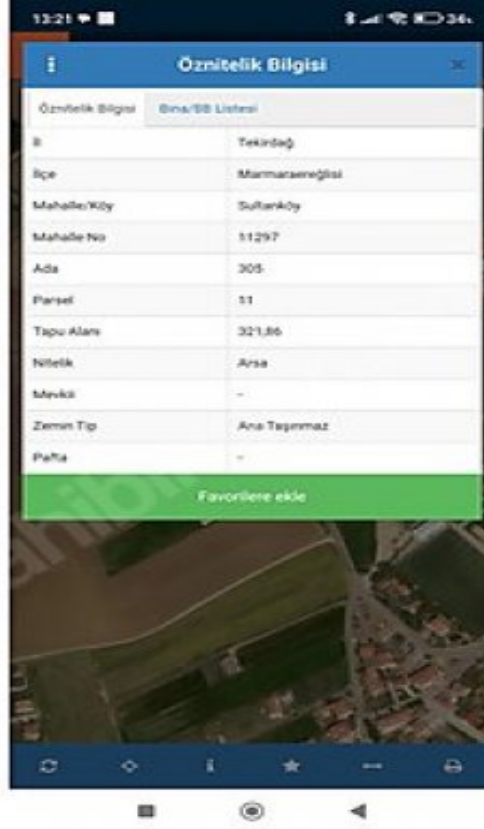 13:21
34
Öznitelik Bilgisi
Öznitelik Bilgisi Bina/BB Listesi
İl Tekirdağ
İlçe Marmaraereğlisi
Mahalle/Köy Sultanköy
Mahalle No 11297
Ada 305
Parsel 11
Tapu Alanı 321,86
Nitelik Arsa
Mevkii -
Zemin Tip Ana Taşınmaz
Pafta -
Favorilere ekle